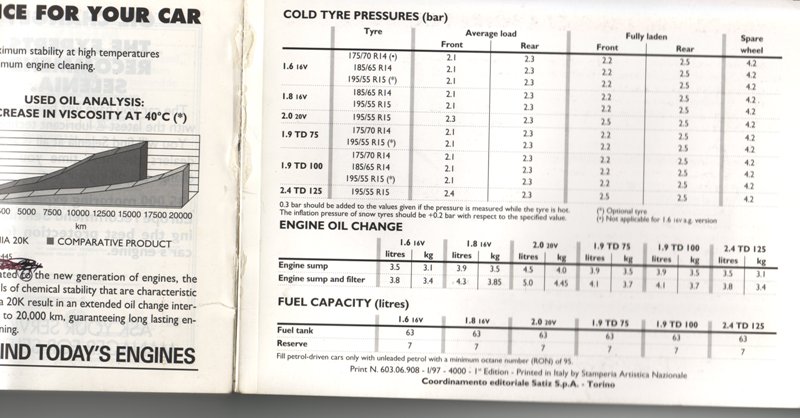 ICE FOR YOUR CAR
ximum stability at high temperatures
mum engine cleaning.
USED OIL ANALYSIS:
CREASE IN VISCOSITY AT 40°C (*)
500 5000 7500 10000 12500 15000 17500 20000
km
IIA 20K COMPARATIVE PRODUCT
445
ated the new generation of engines, the
ls of chemical stability that are characteristic
a 20K result in an extended oil change inter-
to 20,000 km, guaranteeing long lasting en-
ning.
IND TODAY'S ENGINES
COLD TYRE PRESSURES (bar)
Tyre Average load Fully laden Spare
Front Rear Front Rear wheel
175/70 R14 (•) 2.1 2.3 2.2 2.5 4.2
1.6 16V 185/65 R14 2.1 2.3 2.2 2.5 4.2
195/55 R15 (*) 2.1 2.3 2.2 2.5 4.2
1.8 16V 185/65 R14 2.1 2.3 2.2 2.5 4.2
195/55 R15 2.1 2.3 2.2 2.5 4.2
2.0 20V 195/55 R15 2.3 2.3 2.3 2.5 4.2
1.9 TD 75 175/70 R14 2.1 2.3 2.2 2.5 4.2
195/55 R15 (*) 2.1 2.3 2.2 2.5 4.2
175/70 R14 2.1 2.3 2.2 2.5 4.2
1.9 TD 100 185/65 R14 2.1 2.3 2.2 2.5 4.2
195/55 R15 (*) 2.1 2.3 2.2 2.5 4.2
2.4 TD 125 195/55 R15 2.4 2.3 2.5 2.5 4.2
0.3 bar should be added to the values given if the pressure is measured while the tyre is hot. (*) Optional tyre
The inflation pressure of snow tyres should be +0.2 bar with respect to the specified value. (•) Not applicable for 1.6 16V a.g. version
ENGINE OIL CHANGE
1.6 16V 1.8 16V 2.0 20V 1.9 TD 75 1.9 TD 100 2.4 TD 125
litres kg litres kg litres kg litres kg litres kg litres kg
Engine sump 3.5 3.1 3.9 3.5 4.5 4.0 3.9 3.5 3.9 3.5 3.5 3.1
Engine sump and filter 3.8 3.4 4.3 3.85 5.0 4.45 4.1 3.7 4.1 3.7 3.8 3.4
FUEL CAPACITY (litres)
1.6 16V 1.8 16V 2.0 20V 1.9 TD 75 1.9 TD 100 2.4 TD 125
Fuel tank 63 63 63 63 63 63
Reserve 7 7 7 7 7 7
Fill petrol-driven cars only with unleaded petrol with a minimum octane number (RON) of 95.
Print N. 603.06.908 - I/97 - 4000 - 1st Edition - Printed in Italy by Stamperia Artistica Nazionale
Coordinamento editoriale Satiz S.p.A. - Torino